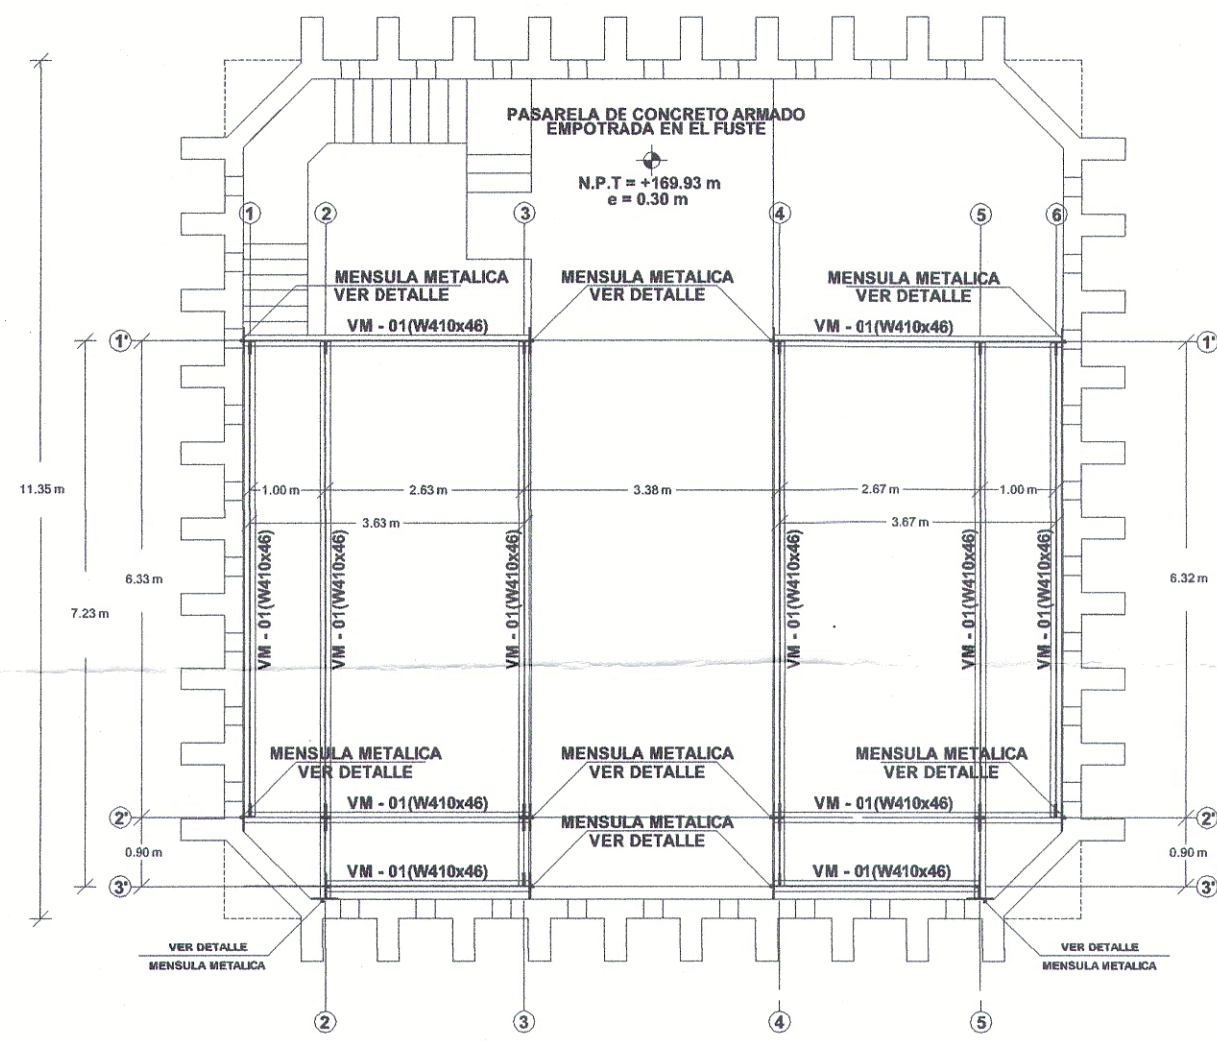 PASARELA DE CONCRETO ARMADO
EMPOTRADA EN EL FUSTE
N.P.T = +169.93 m
e = 0.30 m
1
2
3
4
5
6
MENSULA METALICA
VER DETALLE
MENSULA METALICA
VER DETALLE
MENSULA METALICA
VER DETALLE
VM - 01(W410x46)
VM - 01(W410x46)
1'
1'
11.35 m
1.00 m
2.63 m
3.38 m
2.67 m
1.00 m
3.63 m
3.67 m
VM - 01(W410x46)
VM - 01(W410x46)
VM - 01(W410x46)
VM - 01(W410x46)
VM - 01(W410x46)
VM - 01(W410x46)
6.33 m
6.32 m
7.23 m
MENSULA METALICA
VER DETALLE
MENSULA METALICA
VER DETALLE
MENSULA METALICA
VER DETALLE
VM - 01(W410x46)
VM - 01(W410x46)
2'
2'
MENSULA METALICA
VER DETALLE
0.90 m
0.90 m
VM - 01(W410x46)
VM - 01(W410x46)
3'
3'
VER DETALLE
MENSULA METALICA
VER DETALLE
MENSULA METALICA
2
3
4
5